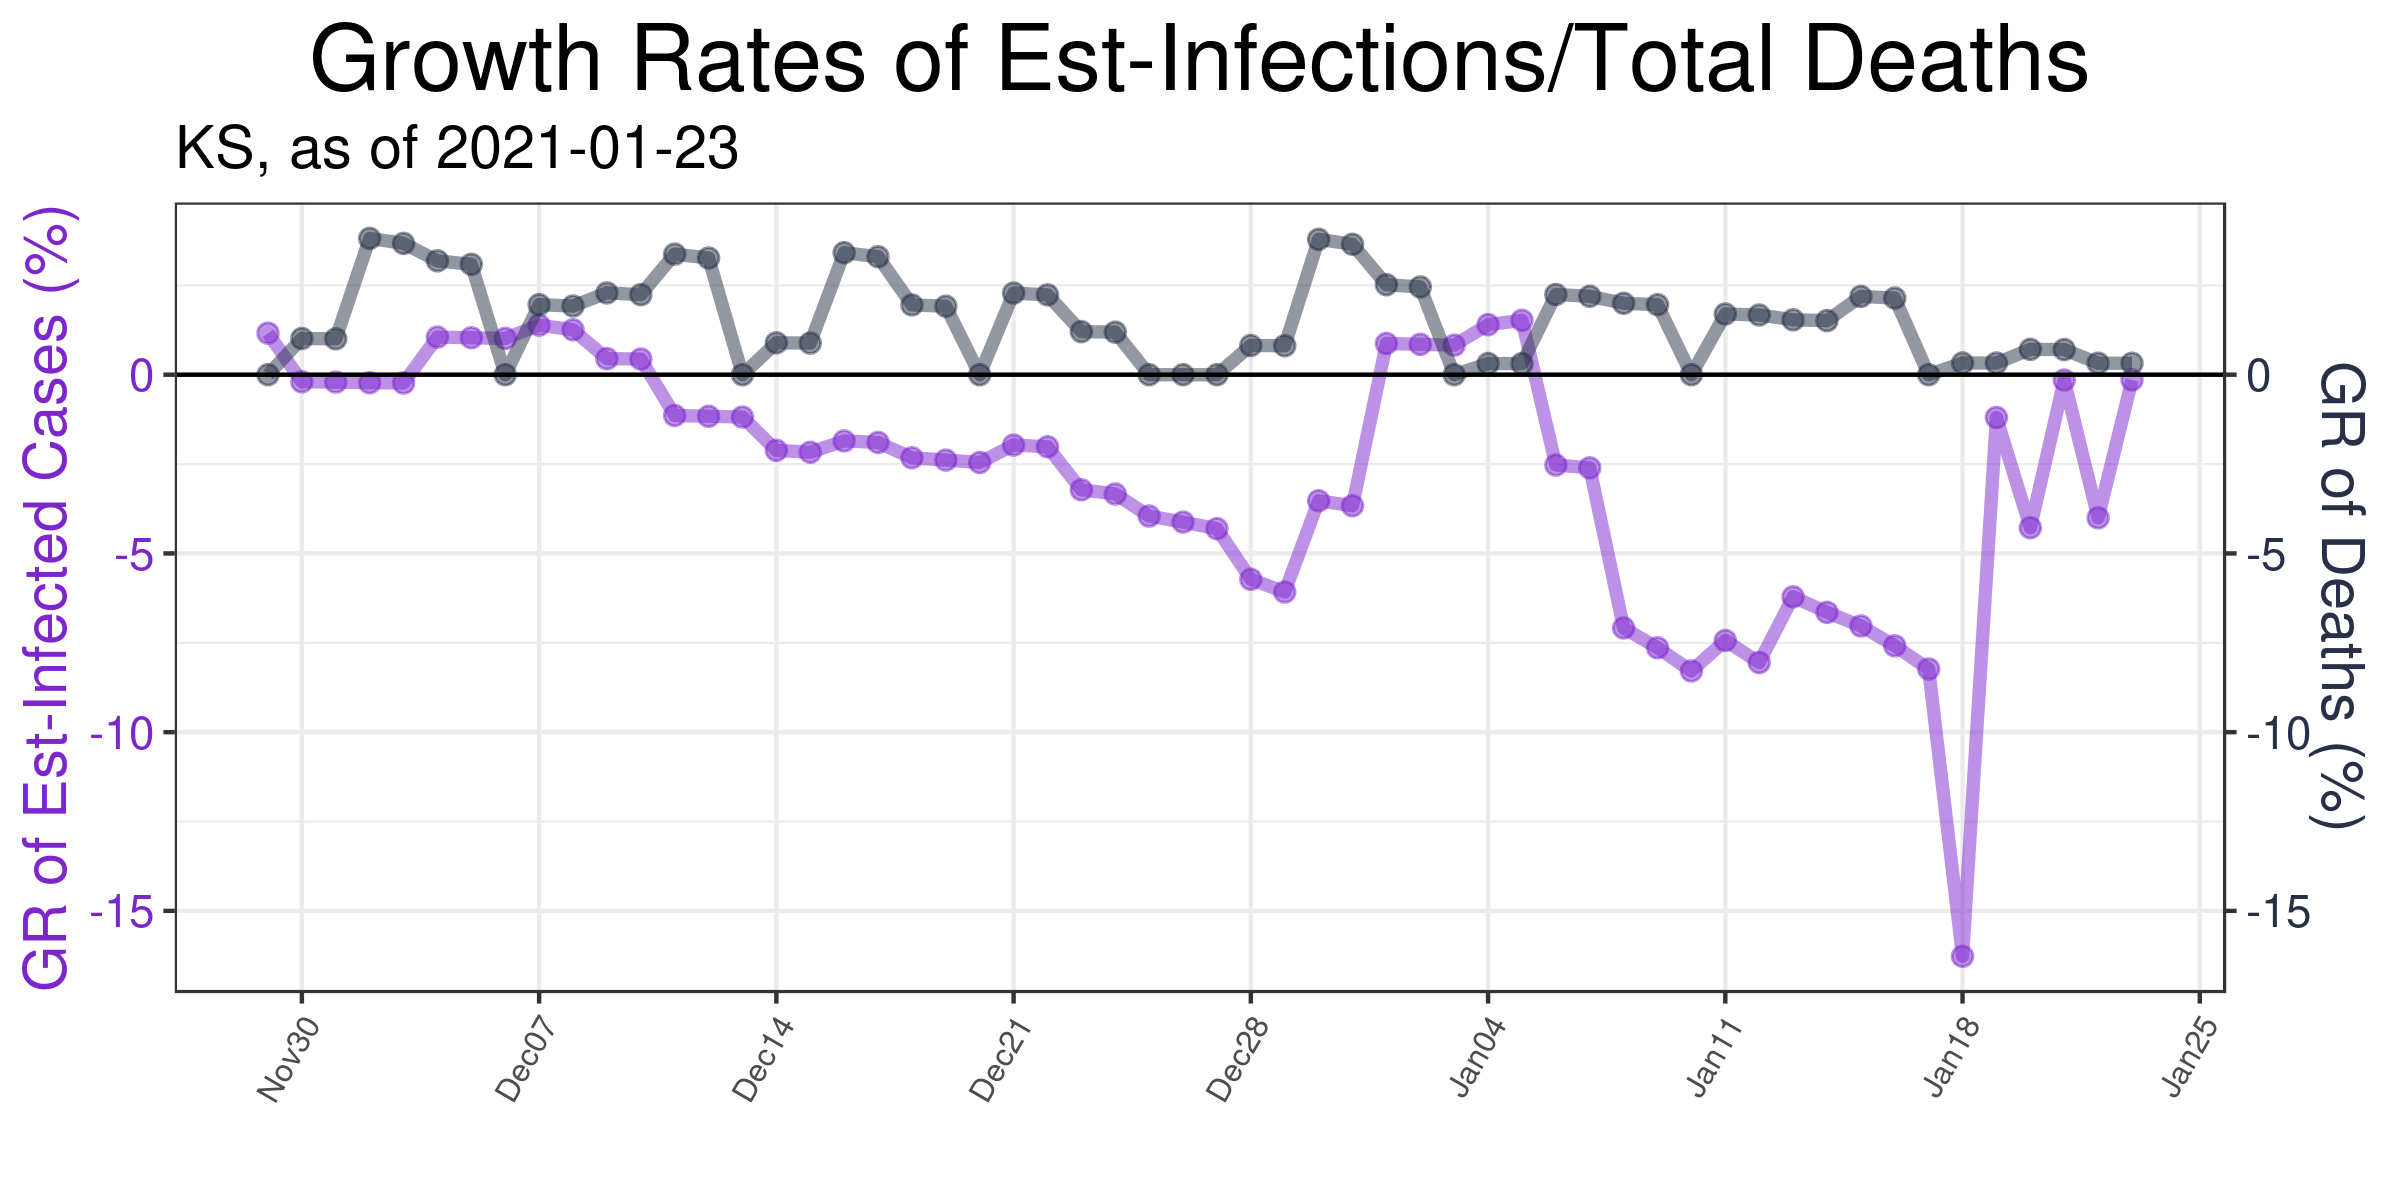 Growth Rates of Est-Infections/Total Deaths
KS, as of 2021-01-23
GR of Est-Infected Cases (%)
0
-5
-10
-15
0
-5
-10
-15
GR of Deaths (%)
Nov30
Dec07
Dec14
Dec21
Dec28
Jan04
Jan11
Jan18
Jan25